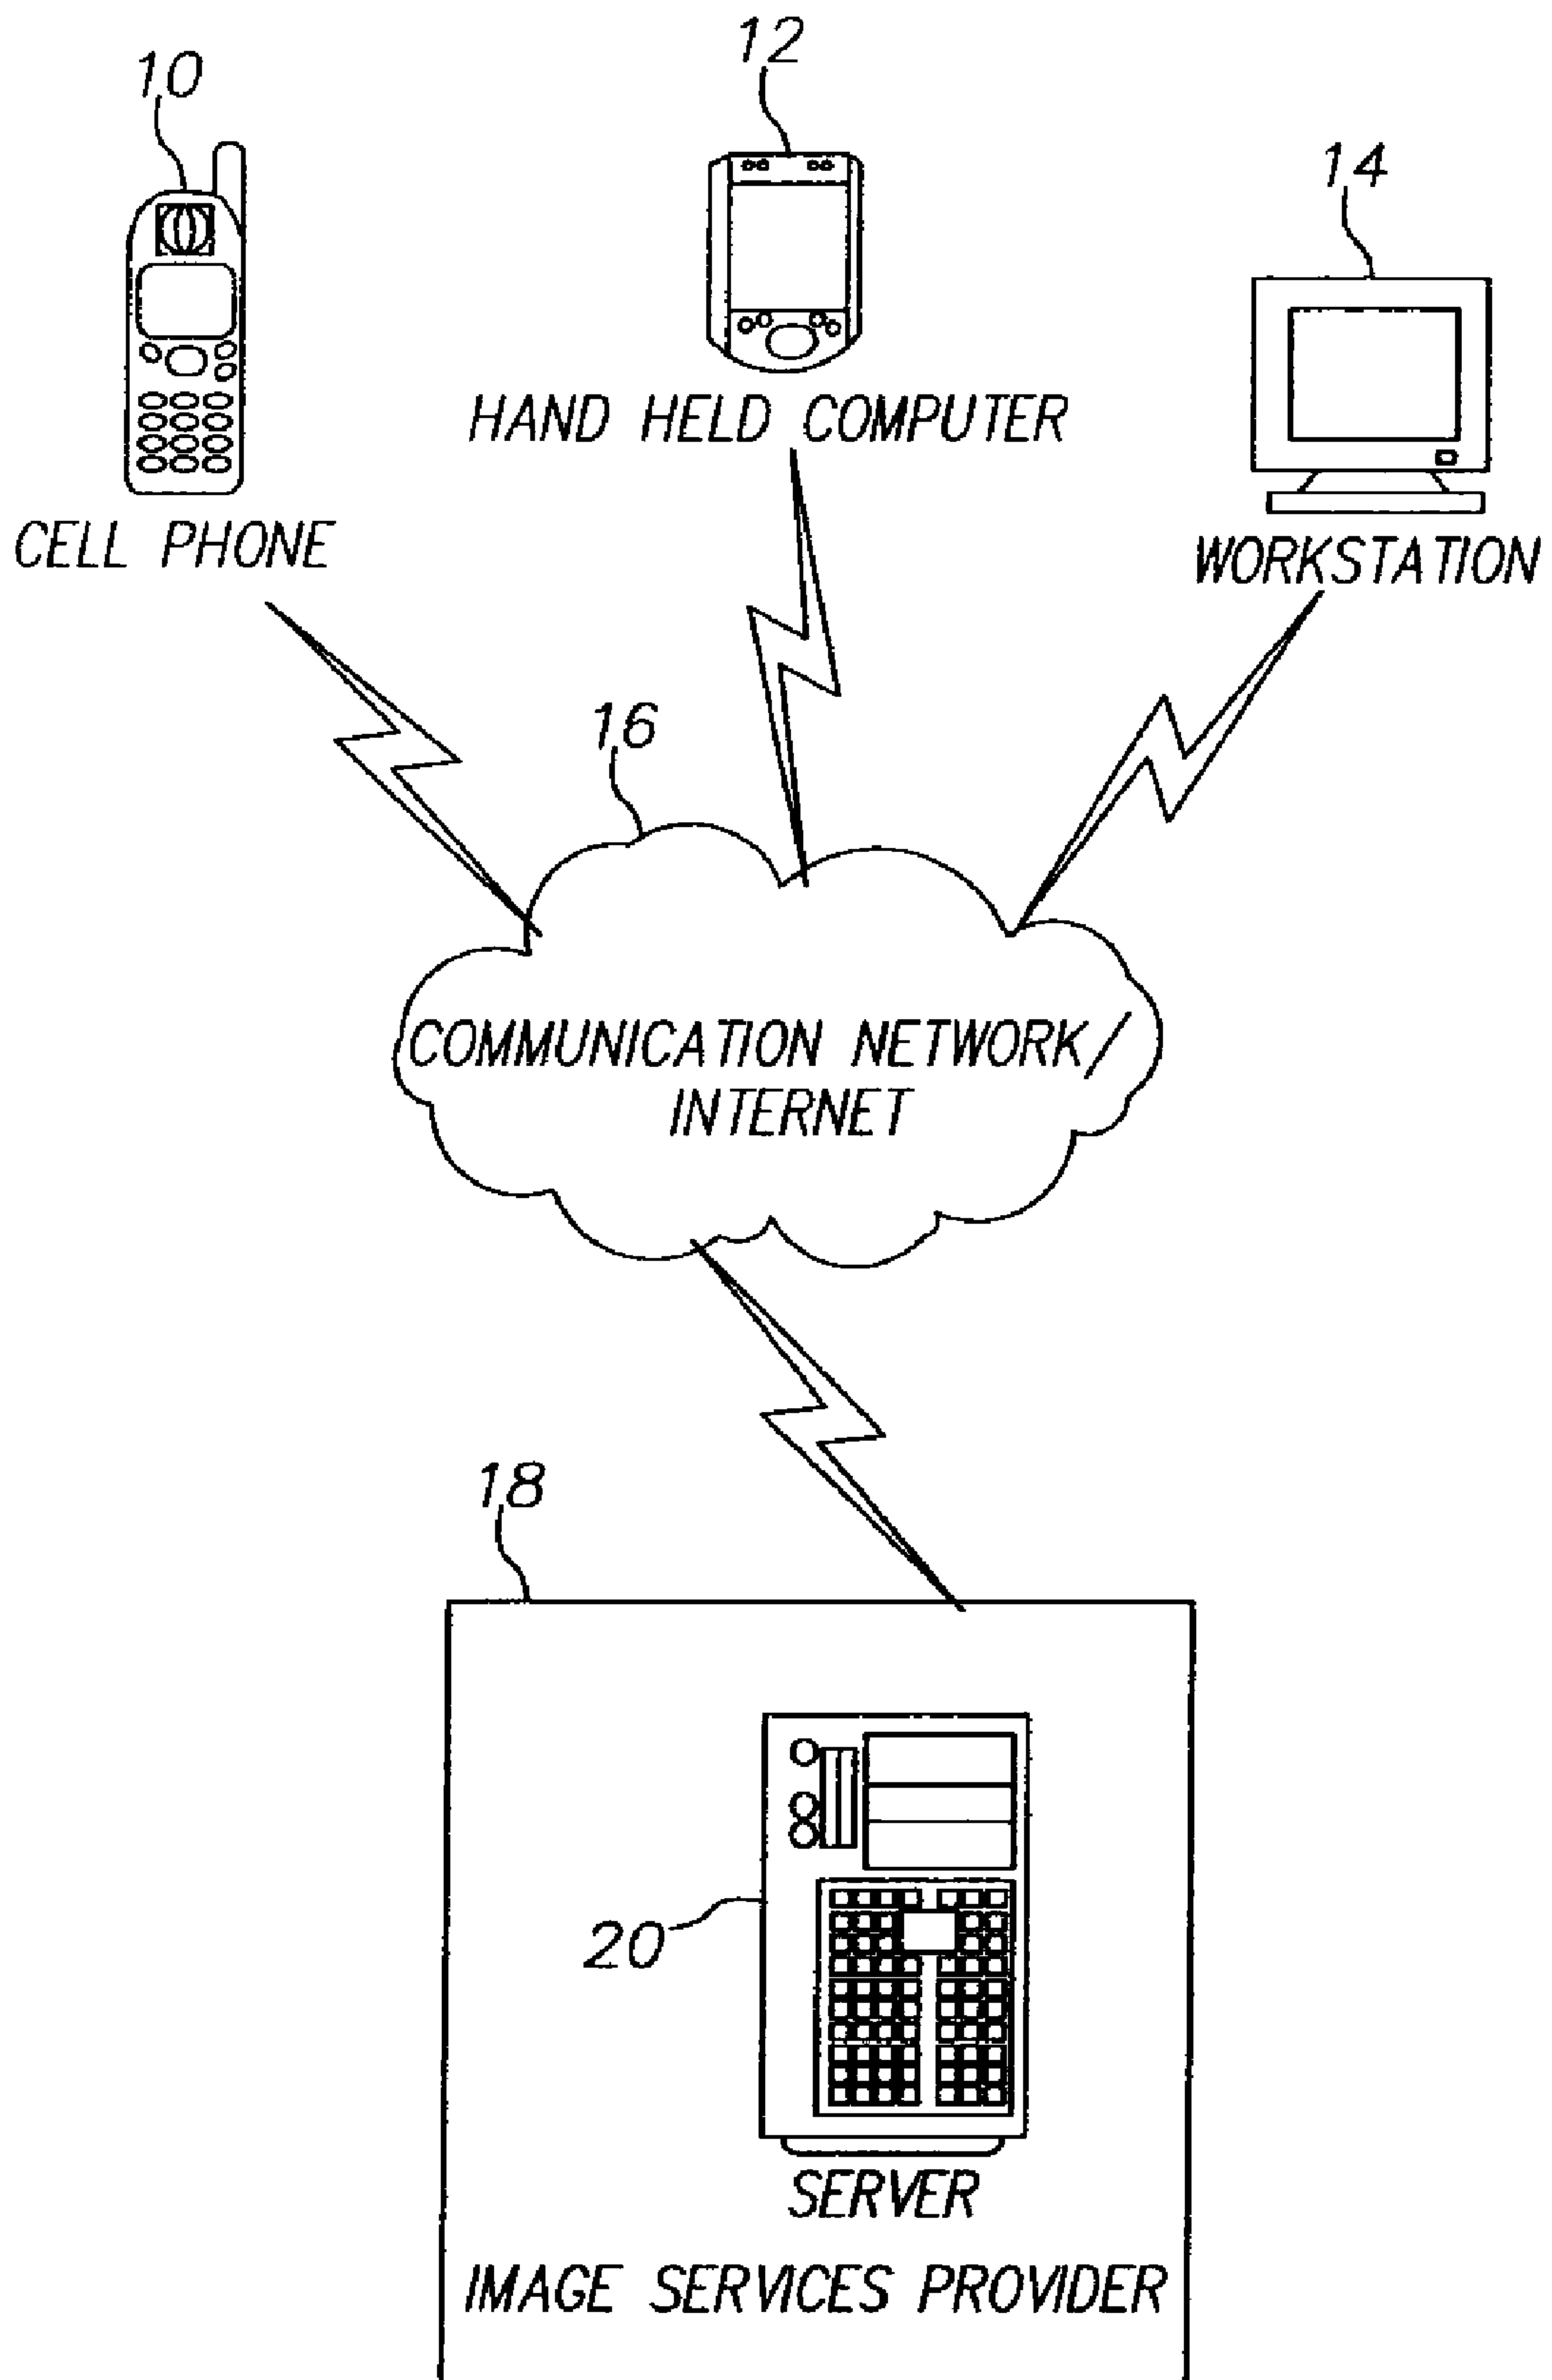 10
12
14
HAND HELD COMPUTER
CELL PHONE
WORKSTATION
16
COMMUNICATION NETWORK/
INTERNET
18
20
SERVER
IMAGE SERVICES PROVIDER